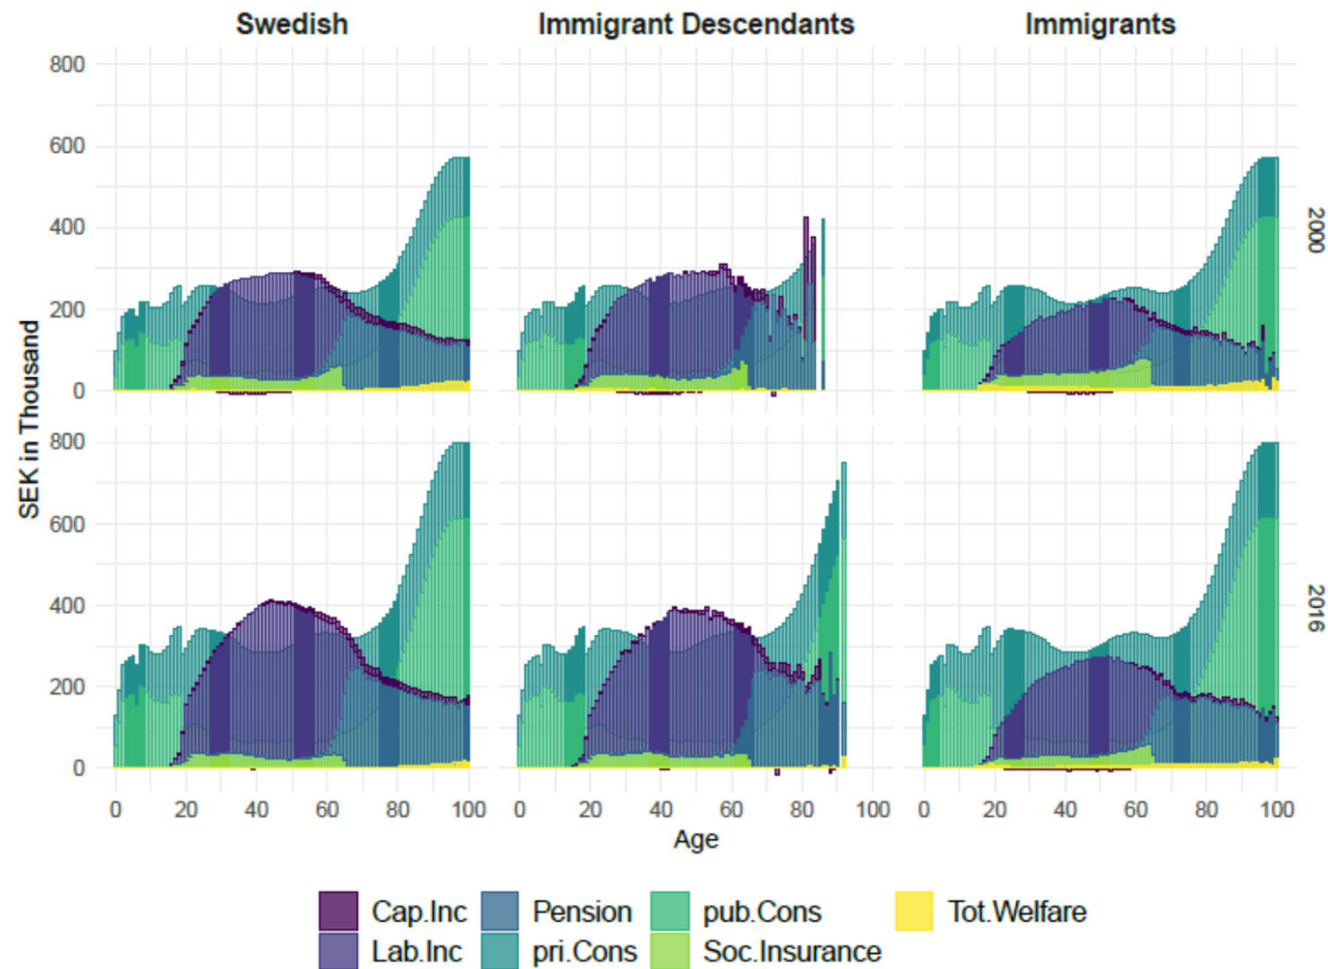 Swedish Immigrant Descendants Immigrants
800
600
400
200
0
2000
SEK in Thousand
800
600
400
200
0
2016
0 20 40 60 80 100 0 20 40 60 80 100 0 20 40 60 80 100
Age
Cap.Inc Pension pub.Cons Tot.Welfare
Lab.Inc pri.Cons Soc.Insurance